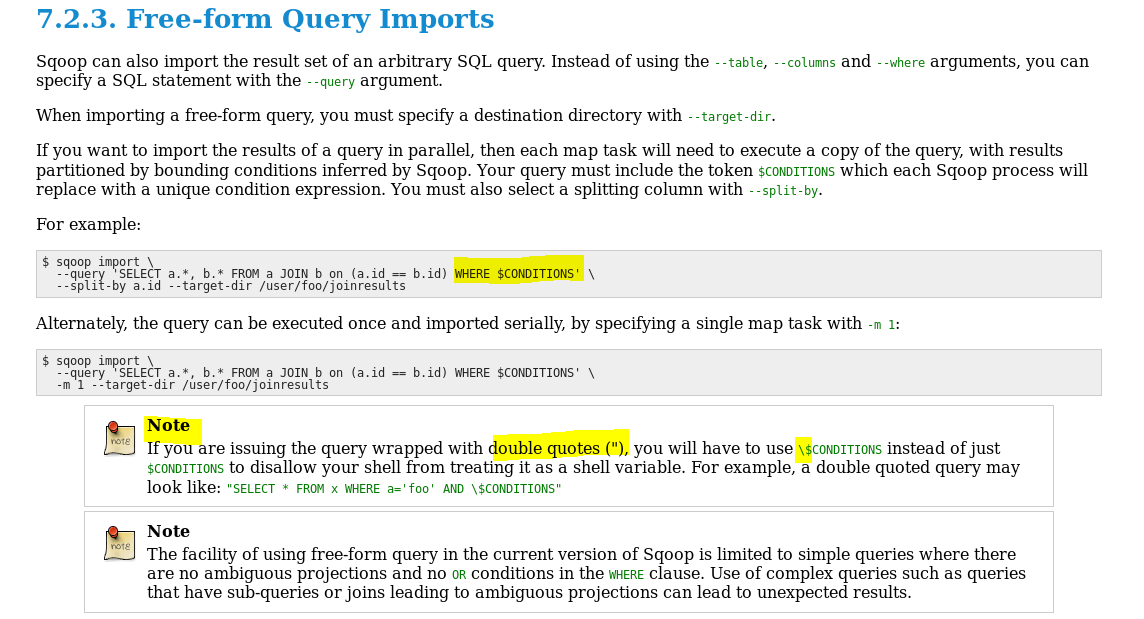 7.2.3. Free-form Query Imports
Sqoop can also import the result set of an arbitrary SQL query. Instead of using the --table, --columns and --where arguments, you can
specify a SQL statement with the --query argument.
When importing a free-form query, you must specify a destination directory with --target-dir.
If you want to import the results of a query in parallel, then each map task will need to execute a copy of the query, with results
partitioned by bounding conditions inferred by Sqoop. Your query must include the token $CONDITIONS which each Sqoop process will
replace with a unique condition expression. You must also select a splitting column with --split-by.
For example:
$ sqoop import \
  --query 'SELECT a.*, b.* FROM a JOIN b on (a.id == b.id) WHERE $CONDITIONS' \
  --split-by a.id --target-dir /user/foo/joinresults
Alternately, the query can be executed once and imported serially, by specifying a single map task with -m 1:
$ sqoop import \
  --query 'SELECT a.*, b.* FROM a JOIN b on (a.id == b.id) WHERE $CONDITIONS' \
  -m 1 --target-dir /user/foo/joinresults
Note
If you are issuing the query wrapped with double quotes ("), you will have to use \$CONDITIONS instead of just
$CONDITIONS to disallow your shell from treating it as a shell variable. For example, a double quoted query may
look like: "SELECT * FROM x WHERE a='foo' AND \$CONDITIONS"
note
Note
The facility of using free-form query in the current version of Sqoop is limited to simple queries where there
are no ambiguous projections and no OR conditions in the WHERE clause. Use of complex queries such as queries
that have sub-queries or joins leading to ambiguous projections can lead to unexpected results.
note